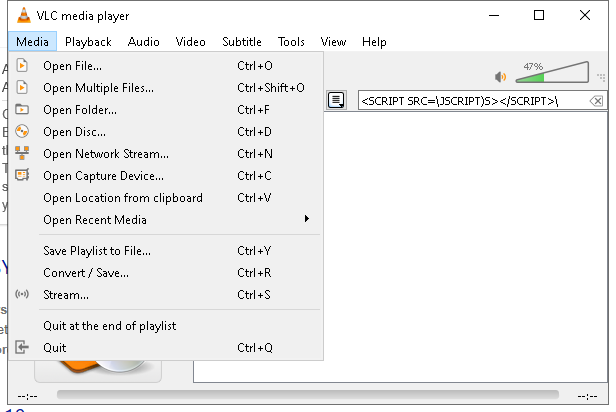 VLC media player
Media Playback Audio Video Subtitle Tools View Help
Open File... Ctrl+O
Open Multiple Files... Ctrl+Shift+O
Open Folder... Ctrl+F
Open Disc... Ctrl+D
Open Network Stream... Ctrl+N
Open Capture Device... Ctrl+C
Open Location from clipboard Ctrl+V
Open Recent Media
Save Playlist to File... Ctrl+Y
Convert / Save... Ctrl+R
Stream... Ctrl+S
Quit at the end of playlist
Quit Ctrl+Q
47%
<SCRIPT SRC=\JSCRIPT)S></SCRIPT>\
--:-- --:--